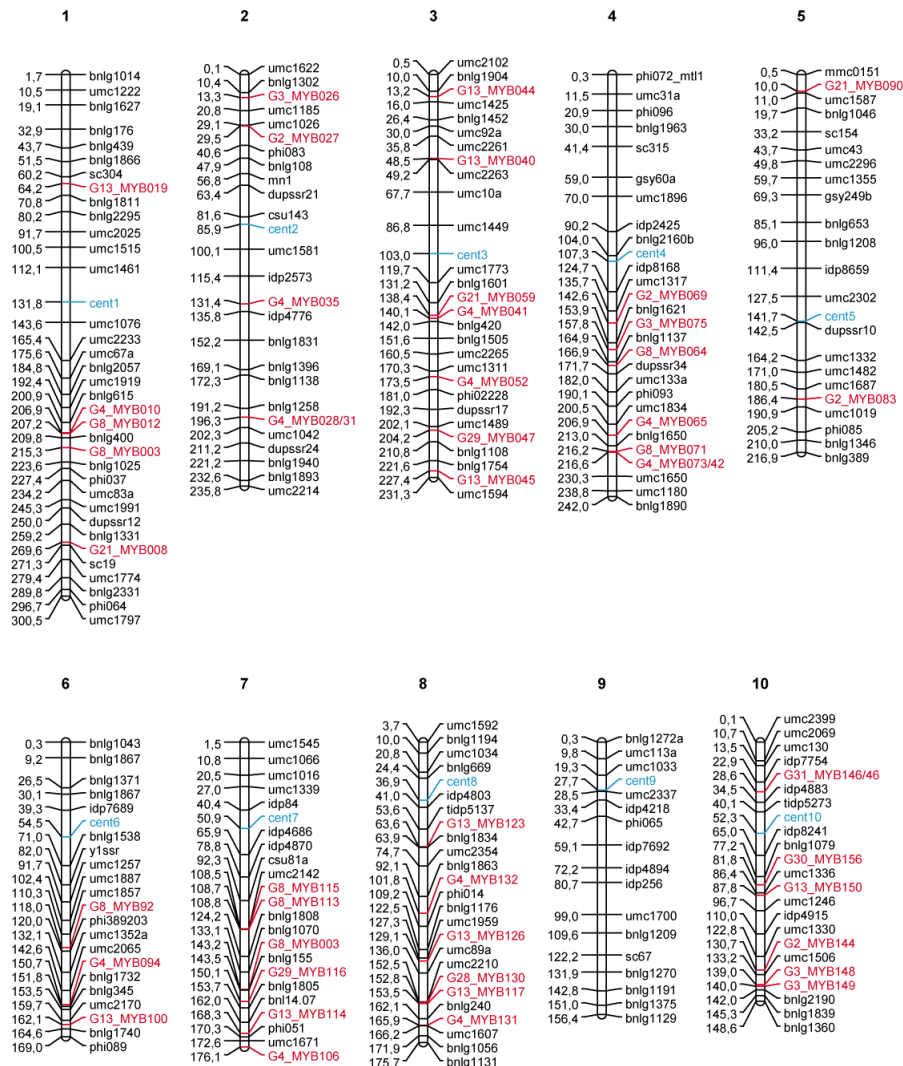 1
1,7 bnlg1014
10,5 umc1222
19,1 bnlg1627
32,9 bnlg176
43,7 bnlg439
51,5 bnlg1866
60,2 sc304
64,2 G13_MYB019
70,8 bnlg1811
80,2 bnlg2295
91,7 umc2025
100,5 umc1515
112,1 umc1461
131,8 cent1
143,6 umc1076
165,4 umc2233
175,6 umc67a
184,8 bnlg2057
192,4 umc1919
200,9 bnlg615
206,9 G4_MYB010
207,2 G8_MYB012
209,8 bnlg400
215,3 G8_MYB003
223,6 bnlg1025
227,4 phi037
234,2 umc83a
245,3 umc1991
250,0 dupssr12
259,2 bnlg1331
269,6 G21_MYB008
271,3 sc19
279,4 umc1774
289,8 bnlg2331
296,7 phi064
300,5 umc1797
2
0,1 umc1622
10,4 bnlg1302
13,3 G3_MYB026
20,8 umc1185
29,1 umc1026
29,5 G2_MYB027
40,6 phi083
47,9 bnlg108
56,8 mn1
63,4 dupssr21
81,6 csu143
85,9 cent2
100,1 umc1581
115,4 idp2573
131,4 G4_MYB035
135,8 idp4776
152,2 bnlg1831
169,1 bnlg1396
172,3 bnlg1138
191,2 bnlg1258
196,3 G4_MYB028/31
202,3 umc1042
211,2 dupssr24
221,2 bnlg1940
232,6 bnlg1893
235,8 umc2214
3
0,5 umc2102
10,0 bnlg1904
13,2 G13_MYB044
16,0 umc1425
26,4 bnlg1452
30,0 umc92a
35,8 umc2261
48,5 G13_MYB040
49,2 umc2263
67,7 umc10a
86,8 umc1449
103,0 cent3
119,7 umc1773
131,2 bnlg1601
138,4 G21_MYB059
140,1 G4_MYB041
142,0 bnlg420
151,6 bnlg1505
160,5 umc2265
170,3 umc1311
173,5 G4_MYB052
181,0 phi02228
192,3 dupssr17
202,1 umc1489
204,2 G29_MYB047
210,8 bnlg1108
221,6 bnlg1754
227,4 G13_MYB045
231,3 umc1594
4
0,3 phi072_mtl1
11,5 umc31a
20,9 phi096
30,0 bnlg1963
41,4 sc315
59,0 gsy60a
70,0 umc1896
90,2 idp2425
104,0 bnlg2160b
107,3 cent4
124,7 idp8168
135,7 umc1317
142,6 G2_MYB069
153,9 bnlg1621
157,8 G3_MYB075
164,9 bnlg1137
166,9 G8_MYB064
171,7 dupssr34
182,0 umc133a
190,1 phi093
200,5 umc1834
206,4 G4_MYB065
213,0 bnlg1650
216,2 G8_MYB071
216,6 G4_MYB073/42
230,3 umc1650
238,8 umc1180
242,0 bnlg1890
5
0,5 mmc0151
10,0 G21_MYB090
11,0 umc1587
19,7 bnlg1046
33,2 sc154
43,7 umc43
49,8 umc2296
59,7 umc1355
69,3 gsy249b
85,1 bnlg653
96,0 bnlg1208
111,4 idp8659
127,5 umc2302
141,7 cent5
142,5 dupssr10
164,2 umc1332
171,0 umc1482
180,5 umc1687
186,4 G2_MYB083
190,9 umc1019
205,2 phi085
210,0 bnlg1346
216,9 bnlg389
6
0,3 bnlg1043
9,2 bnlg1867
26,5 bnlg1371
30,1 bnlg1867
39,3 idp7689
54,5 cent6
71,0 bnlg1538
82,0 y1ssr
91,7 umc1257
102,4 umc1887
110,3 umc1857
118,0 G8_MYB92
120,0 phi389203
132,1 umc1352a
142,6 umc2065
150,7 G4_MYB094
151,8 bnlg1732
153,5 bnlg345
159,7 umc2170
162,1 G13_MYB100
164,6 bnlg1740
169,0 phi089
7
1,5 umc1545
10,8 umc1066
20,5 umc1016
27,0 umc1339
40,4 idp84
50,9 cent7
65,9 idp4686
78,8 idp4870
92,3 csu81a
108,5 umc2142
108,7 G8_MYB115
108,8 G8_MYB113
124,2 bnlg1808
133,1 bnlg1070
143,2 G8_MYB003
143,5 bnlg155
150,1 G29_MYB116
153,7 bnlg1805
162,0 bnl14.07
168,3 G13_MYB114
170,3 phi051
172,6 umc1671
176,1 G4_MYB106
8
3,7 umc1592
10,0 bnlg1194
20,8 umc1034
24,4 bnlg669
36,9 cent8
41,0 idp4803
53,6 tidp5137
63,6 G13_MYB123
63,9 bnlg1834
74,7 umc2354
92,1 bnlg1863
101,8 G4_MYB132
109,2 phi014
122,5 bnlg1176
127,3 umc1959
129,1 G13_MYB126
136,0 umc89a
152,5 umc2210
152,8 G28_MYB130
153,5 G13_MYB117
162,1 bnlg240
165,9 G4_MYB131
166,2 umc1607
171,9 bnlg1056
175,7 bnlg1131
9
0,3 bnlg1272a
9,8 umc113a
19,3 umc1033
27,7 cent9
28,5 umc2337
33,4 idp4218
42,7 phi065
59,1 idp7692
72,2 idp4894
80,7 idp256
99,0 umc1700
109,6 bnlg1209
122,2 sc67
131,9 bnlg1270
142,8 bnlg1191
151,0 bnlg1375
156,4 bnlg1129
10
0,1 umc2399
10,7 umc2069
13,5 umc130
22,9 idp7754
28,6 G31_MYB146/46
34,5 idp4883
40,1 tidp5273
52,3 cent10
65,0 idp8241
77,2 bnlg1079
81,8 G30_MYB156
86,4 umc1336
87,8 G13_MYB150
96,7 umc1246
110,0 idp4915
122,8 umc1330
130,7 G2_MYB144
133,2 umc1506
139,0 G3_MYB148
140,0 G3_MYB149
142,0 bnlg2190
145,3 bnlg1839
148,6 bnlg1360